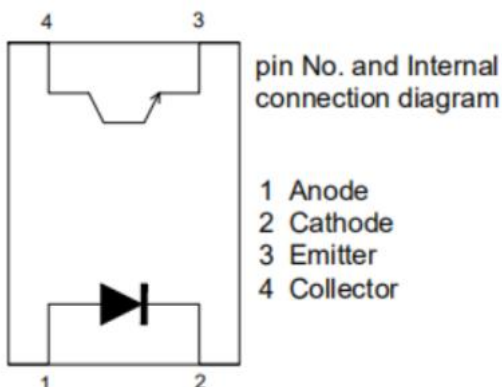 4 3
pin No. and Internal
connection diagram
1 Anode
2 Cathode
3 Emitter
4 Collector
1 2